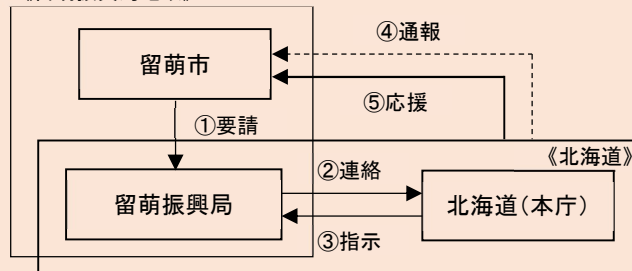 ④通報
留萌市
⑤応援
①要請
《北海道》
②連絡
留萌振興局
北海道(本庁)
③指示